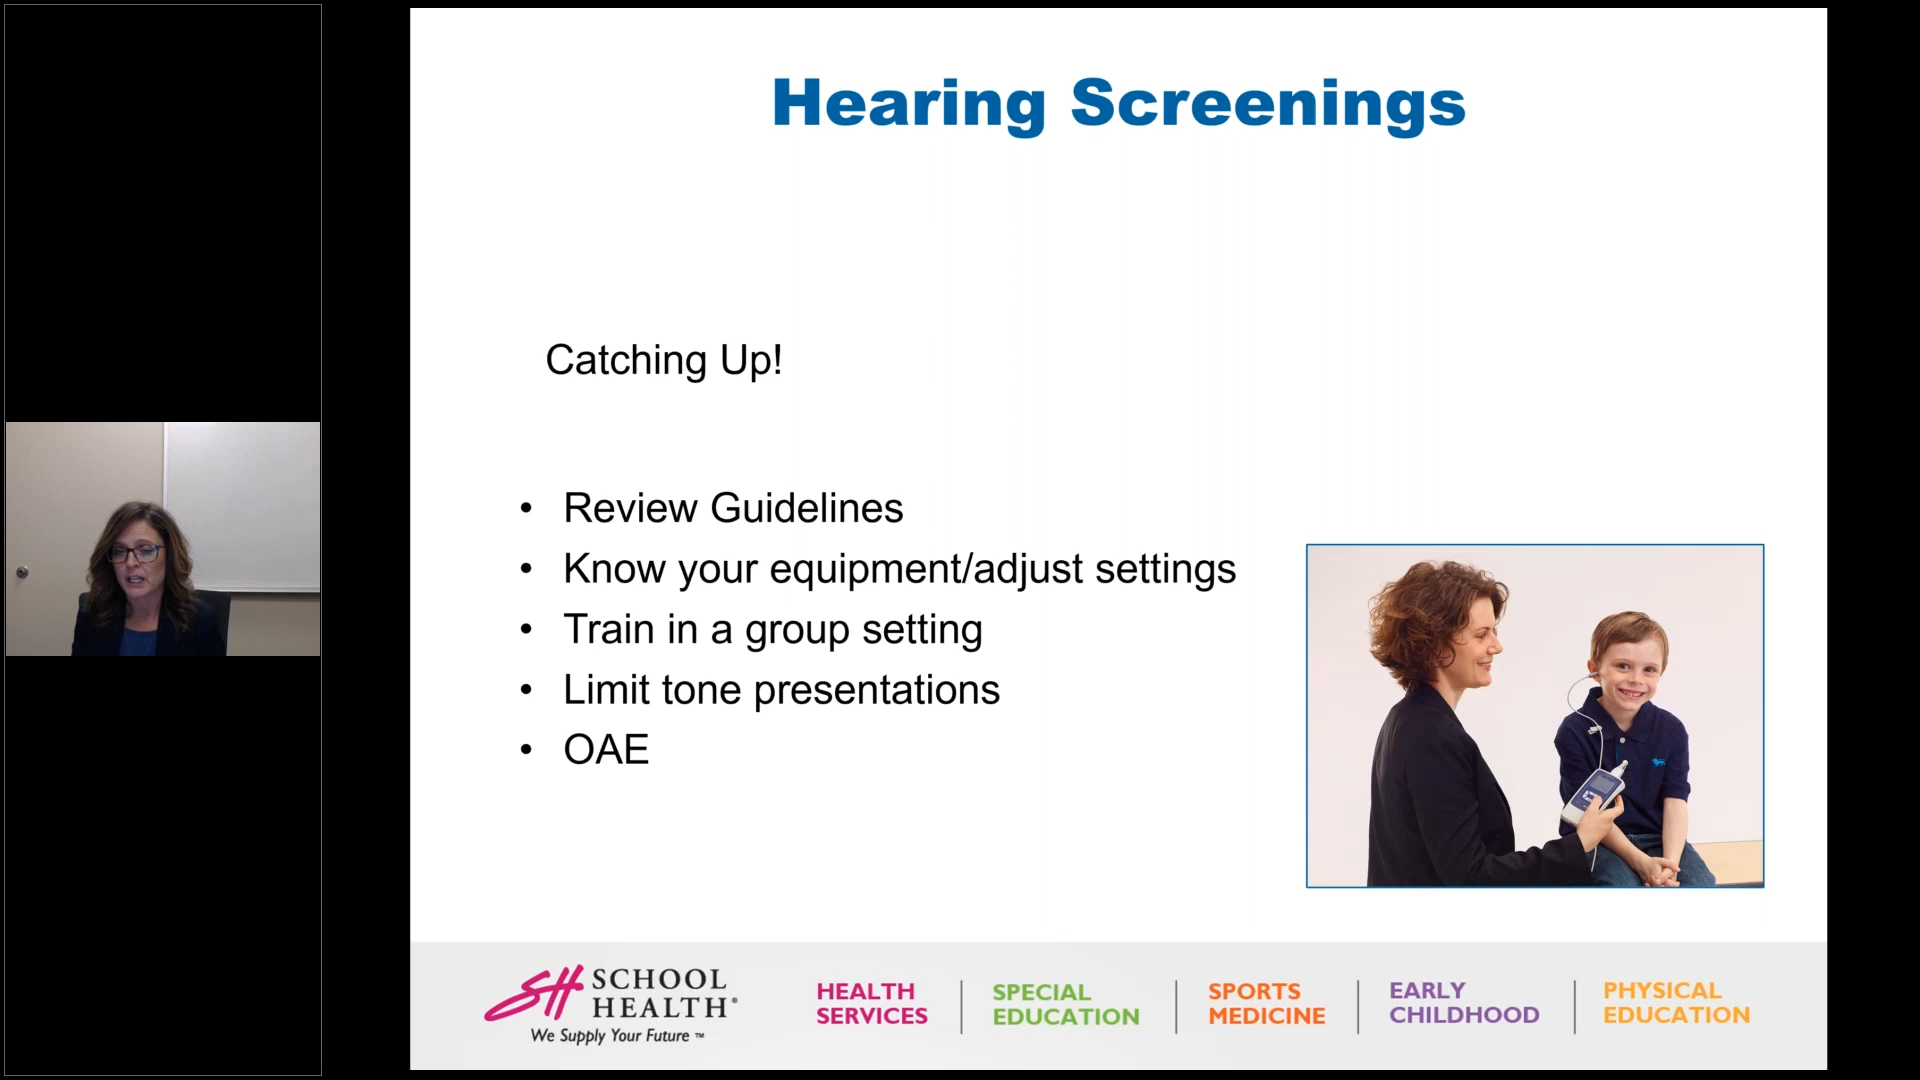 Hearing Screenings
Catching Up!
• Review Guidelines
• Know your equipment/adjust settings
• Train in a group setting
• Limit tone presentations
• OAE
SH SCHOOL
HEALTH®
We Supply Your Future ™
HEALTH
SERVICES
SPECIAL
EDUCATION
SPORTS
MEDICINE
EARLY
CHILDHOOD
PHYSICAL
EDUCATION